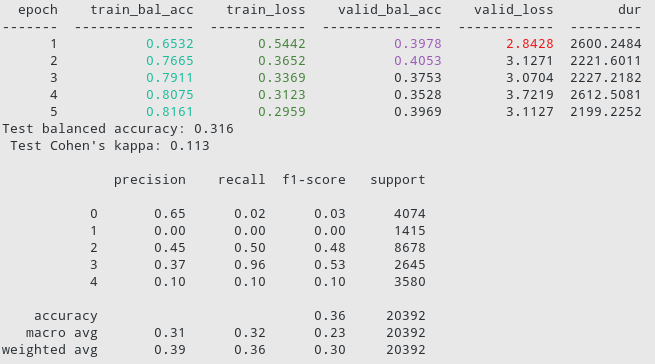 epoch train_bal_acc train_loss valid_bal_acc valid_loss dur
------- --------------- ------------ --------------- ------------ ---------
1 0.6532 0.5442 0.3978 2.8428 2600.2484
2 0.7665 0.3652 0.4053 3.1271 2221.6011
3 0.7911 0.3369 0.3753 3.0704 2227.2182
4 0.8075 0.3123 0.3528 3.7219 2612.5081
5 0.8161 0.2959 0.3969 3.1127 2199.2252
Test balanced accuracy: 0.316
Test Cohen's kappa: 0.113
precision recall f1-score support
0 0.65 0.02 0.03 4074
1 0.00 0.00 0.00 1415
2 0.45 0.50 0.48 8678
3 0.37 0.96 0.53 2645
4 0.10 0.10 0.10 3580
accuracy 0.36 20392
macro avg 0.31 0.32 0.23 20392
weighted avg 0.39 0.36 0.30 20392